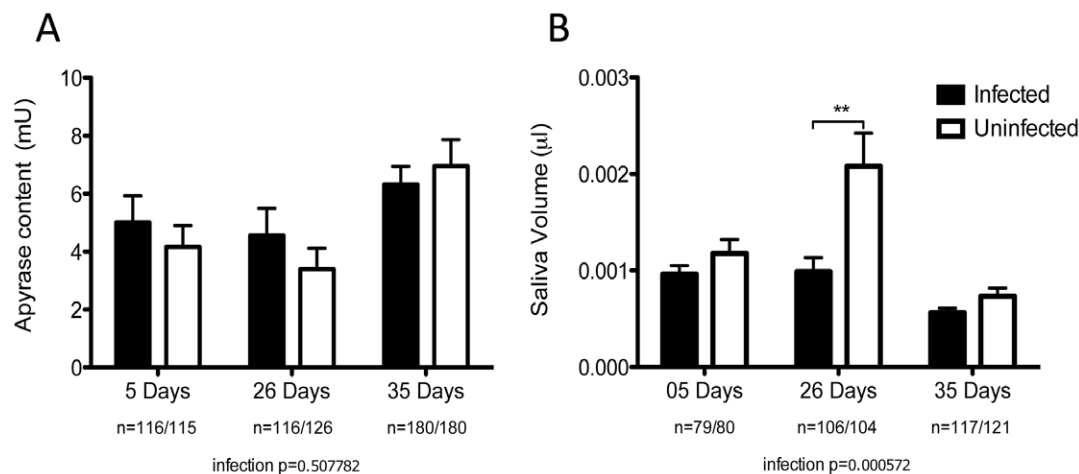 A
Apyrase content (mU)
10
8
6
4
2
0
5 Days
26 Days
35 Days
n=116/115
n=116/126
n=180/180
infection p=0.507782
B
Saliva Volume (µl)
0.003
0.002
0.001
0.000
**
Infected
Uninfected
05 Days
26 Days
35 Days
n=79/80
n=106/104
n=117/121
infection p=0.000572